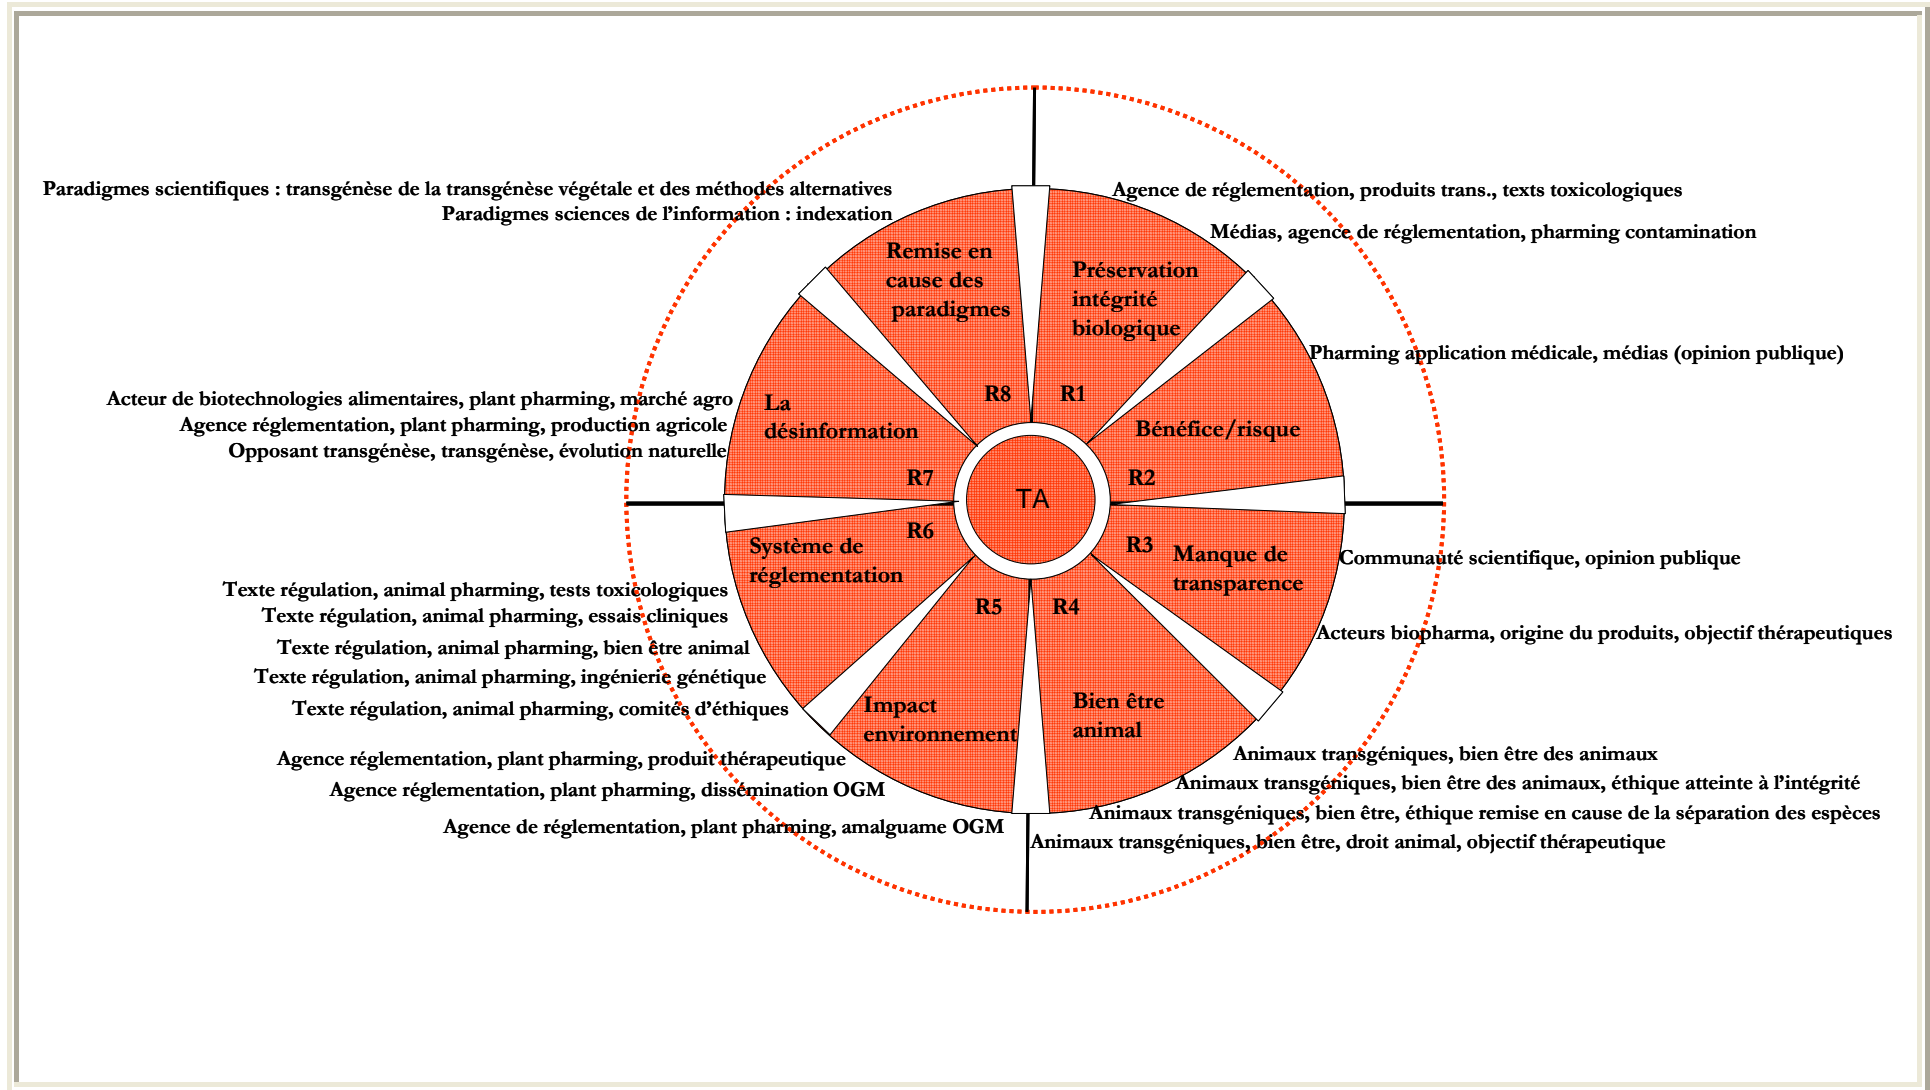 Paradigmes scientifiques : transgénèse de la transgénèse végétale et des méthodes alternatives
Paradigmes sciences de l'information : indexation
Agence de réglementation, produits trans., texts toxicologiques
Médias, agence de réglementation, pharming contamination
Remise en
cause des
paradigmes
R8
Préservation
intégrité
biologique
R1
Pharming application médicale, médias (opinion publique)
Acteur de biotechnologies alimentaires, plant pharming, marché agro
Agence réglementation, plant pharming, production agricole
Opposant transgénèse, transgénèse, évolution naturelle
La
désinformation
R7
Bénéfice/risque
R2
TA
R6
Système de
réglementation
R3
Manque de
transparence
Communauté scientifique, opinion publique
Texte régulation, animal pharming, tests toxicologiques
Texte régulation, animal pharming, essais cliniques
Texte régulation, animal pharming, bien être animal
Texte régulation, animal pharming, ingénierie génétique
Texte régulation, animal pharming, comités d'éthiques
R5
R4
Acteurs biopharma, origine du produits, objectif thérapeutiques
Impact
environnement
Bien être
animal
Agence réglementation, plant pharming, produit thérapeutique
Agence réglementation, plant pharming, dissémination OGM
Agence de réglementation, plant pharming, amalguame OGM
Animaux transgéniques, bien être des animaux
Animaux transgéniques, bien être des animaux, éthique atteinte à l'intégrité
Animaux transgéniques, bien être, éthique remise en cause de la séparation des espèces
Animaux transgéniques, bien être, droit animal, objectif thérapeutique